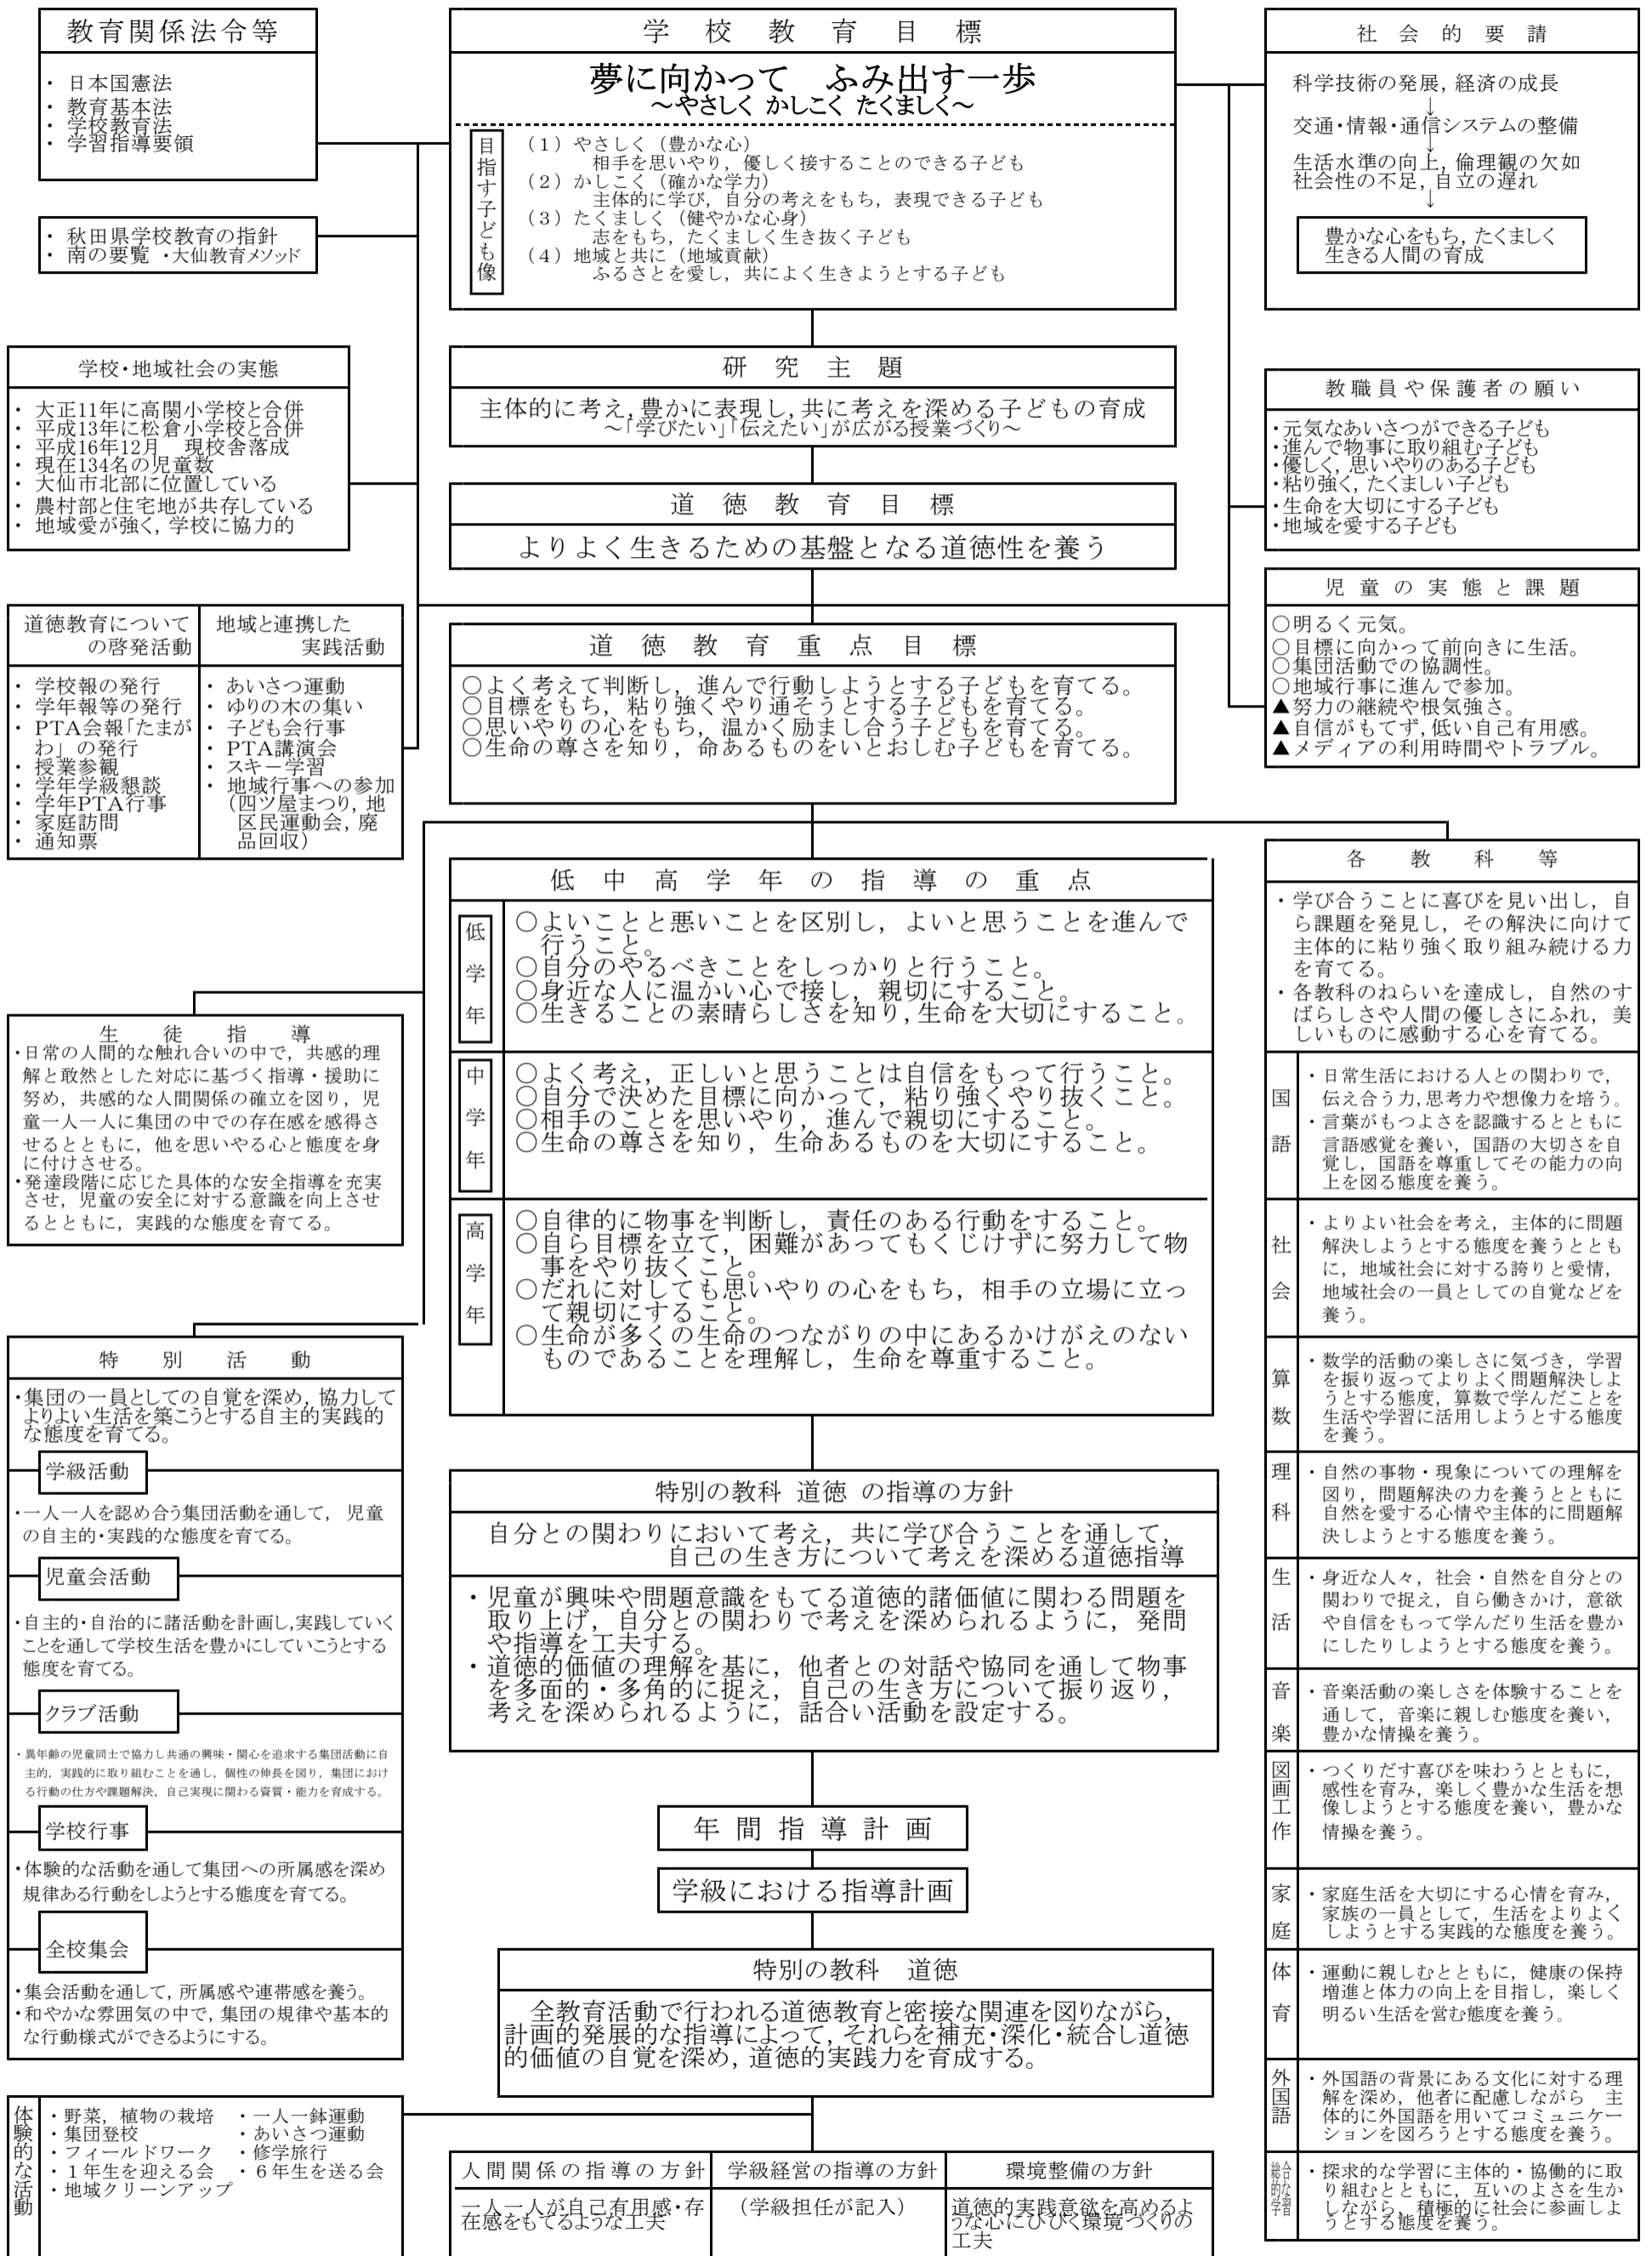 教育関係法令等
・ 日本国憲法
・ 教育基本法
・ 学校教育法
・ 学習指導要領
・ 秋田県学校教育の指針
・ 南の要覧 ・大仙教育メソッド
学校教育目標
夢に向かって ふみ出す一歩
～やさしく かしこく たくましく～
目指す子ども像
（１）やさしく（豊かな心）
相手を思いやり，優しく接することのできる子ども
（２）かしこく（確かな学力）
主体的に学び，自分の考えをもち，表現できる子ども
（３）たくましく（健やかな心身）
志をもち，たくましく生き抜く子ども
（４）地域と共に（地域貢献）
ふるさとを愛し，共によく生きようとする子ども
社会的要請
科学技術の発展，経済の成長
↓
交通・情報・通信システムの整備
↓
生活水準の向上，倫理観の欠如
社会性の不足，自立の遅れ
↓
豊かな心をもち，たくましく
生きる人間の育成
学校・地域社会の実態
・ 大正11年に高関小学校と合併
・ 平成13年に松倉小学校と合併
・ 平成16年12月 現校舎落成
・ 現在134名の児童数
・ 大仙市北部に位置している
・ 農村部と住宅地が共存している
・ 地域愛が強く，学校に協力的
研究主題
主体的に考え，豊かに表現し，共に考えを深める子どもの育成
～「学びたい」「伝えたい」が広がる授業づくり～
道徳教育目標
よりよく生きるための基盤となる道徳性を養う
教職員や保護者の願い
・元気なあいさつができる子ども
・進んで物事に取り組む子ども
・優しく，思いやりのある子ども
・粘り強く，たくましい子ども
・生命を大切にする子ども
・地域を愛する子ども
児童の実態と課題
○明るく元気。
○目標に向かって前向きに生活。
○集団活動での協調性。
○地域行事に進んで参加。
▲努力の継続や根気強さ。
▲自信がもてず，低い自己有用感。
▲メディアの利用時間やトラブル。
道徳教育について
の啓発活動
・ 学校報の発行
・ 学年報等の発行
・ PTA会報「たまが
わ」の発行
・ 授業参観
・ 学年学級懇談
・ 学年PTA行事
・ 家庭訪問
・ 通知票
地域と連携した
実践活動
・ あいさつ運動
・ ゆりの木の集い
・ 子ども会行事
・ PTA講演会
・ スキー学習
・ 地域行事への参加
（四ツ屋まつり，地
区民運動会，廃
品回収）
道徳教育重点目標
○よく考えて判断し，進んで行動しようとする子どもを育てる。
○目標をもち，粘り強くやり通そうとする子どもを育てる。
○思いやりの心をもち，温かく励まし合う子どもを育てる。
○生命の尊さを知り，命あるものをいとおしむ子どもを育てる。
低中高学年の指導の重点
低学年
○よいことと悪いことを区別し，よいと思うことを進んで
行うこと。
○自分のやるべきことをしっかりと行うこと。
○身近な人に温かい心で接し，親切にすること。
○生きることの素晴らしさを知り，生命を大切にすること。
中学年
○よく考え，正しいと思うことは自信をもって行うこと。
○自分で決めた目標に向かって，粘り強くやり抜くこと。
○相手のことを思いやり，進んで親切にすること。
○生命の尊さを知り，生命あるものを大切にすること。
高学年
○自律的に物事を判断し，責任のある行動をすること。
○自ら目標を立て，困難があってもくじけずに努力して物
事をやり抜くこと。
○だれに対しても思いやりの心をもち，相手の立場に立っ
て親切にすること。
○生命が多くの生命のつながりの中にあるかけがえのない
ものであることを理解し，生命を尊重すること。
生徒指導
・日常の人間的な触れ合いの中で，共感的理
解と敢然とした対応に基づく指導・援助に
努め，共感的な人間関係の確立を図り，児
童一人一人に集団の中での存在感を感得さ
せるとともに，他を思いやる心と態度を身
に付けさせる。
・発達段階に応じた具体的な安全指導を充実
させ，児童の安全に対する意識を向上させ
るとともに，実践的な態度を育てる。
特別活動
・集団の一員としての自覚を深め，協力して
よりよい生活を築こうとする自主的実践的
な態度を育てる。
学級活動
・一人一人を認め合う集団活動を通して，児童
の自主的・実践的な態度を育てる。
児童会活動
・自主的・自治的に諸活動を計画し，実践していく
ことを通して学校生活を豊かにしていこうとする
態度を育てる。
クラブ活動
・異年齢の児童同士で協力し共通の興味・関心を追求する集団活動に自
主的，実践的に取り組むことを通し，個性の伸長を図り，集団におけ
る行動の仕方や課題解決，自己実現に関わる資質・能力を育成する。
学校行事
・体験的な活動を通して集団への所属感を深め
規律ある行動をしようとする態度を育てる。
全校集会
・集会活動を通して，所属感や連帯感を養う。
・和やかな雰囲気の中で，集団の規律や基本的
な行動様式ができるようにする。
体験的な活動
・野菜，植物の栽培 ・一人一鉢運動
・集団登校 ・あいさつ運動
・フィールドワーク ・修学旅行
・１年生を迎える会 ・６年生を送る会
・地域クリーンアップ
特別の教科 道徳 の指導の方針
自分との関わりにおいて考え，共に学び合うことを通して，
自己の生き方について考えを深める道徳指導
・児童が興味や問題意識をもてる道徳的諸価値に関わる問題を
取り上げ，自分との関わりで考えを深められるように，発問
や指導を工夫する。
・道徳的価値の理解を基に，他者との対話や協同を通して物事
を多面的・多角的に捉え，自己の生き方について振り返り，
考えを深められるように，話合い活動を設定する。
年間指導計画
学級における指導計画
特別の教科 道徳
全教育活動で行われる道徳教育と密接な関連を図りながら，
計画的発展的な指導によって，それらを補充・深化・統合し道徳
的価値の自覚を深め，道徳的実践力を育成する。
人間関係の指導の方針
一人一人が自己有用感・存
在感をもてるような工夫
学級経営の指導の方針
（学級担任が記入）
環境整備の方針
道徳的実践意欲を高めるよ
うな心にひびく環境づくりの
工夫
各教科等
・学び合うことに喜びを見い出し，自
ら課題を発見し，その解決に向けて
主体的に粘り強く取り組み続ける力
を育てる。
・各教科のねらいを達成し，自然のす
ばらしさや人間の優しさにふれ，美
しいものに感動する心を育てる。
国語
・日常生活における人との関わりで，
伝え合う力，思考力や想像力を培う。
・言葉がもつよさを認識するとともに
言語感覚を養い，国語の大切さを自
覚し，国語を尊重してその能力の向
上を図る態度を養う。
社会
・よりよい社会を考え，主体的に問題
解決しようとする態度を養うととも
に，地域社会に対する誇りと愛情，
地域社会の一員としての自覚などを
養う。
算数
・数学的活動の楽しさに気づき，学習
を振り返ってよりよく問題解決しよ
うとする態度，算数で学んだことを
生活や学習に活用しようとする態度
を養う。
理科
・自然の事物・現象についての理解を
図り，問題解決の力を養うとともに
自然を愛する心情や主体的に問題解
決しようとする態度を養う。
生活
・身近な人々，社会・自然を自分との
関わりで捉え，自ら働きかけ，意欲
や自信をもって学んだり生活を豊か
にしたりしようとする態度を養う。
音楽
・音楽活動の楽しさを体験することを
通して，音楽に親しむ態度を養い，
豊かな情操を養う。
図画工作
・つくりだす喜びを味わうとともに，
感性を育み，楽しく豊かな生活を想
像しようとする態度を養い，豊かな
情操を養う。
家庭
・家庭生活を大切にする心情を育み，
家族の一員として，生活をよりよく
しようとする実践的な態度を養う。
体育
・運動に親しむとともに，健康の保持
増進と体力の向上を目指し，楽しく
明るい生活を営む態度を養う。
外国語
・外国語の背景にある文化に対する理
解を深め，他者に配慮しながら 主
体的に外国語を用いてコミュニケー
ションを図ろうとする態度を養う。
総合的な学習
・探求的な学習に主体的・協働的に取
り組むとともに，互いのよさを生か
しながら，積極的に社会に参画しよ
うとする態度を養う。